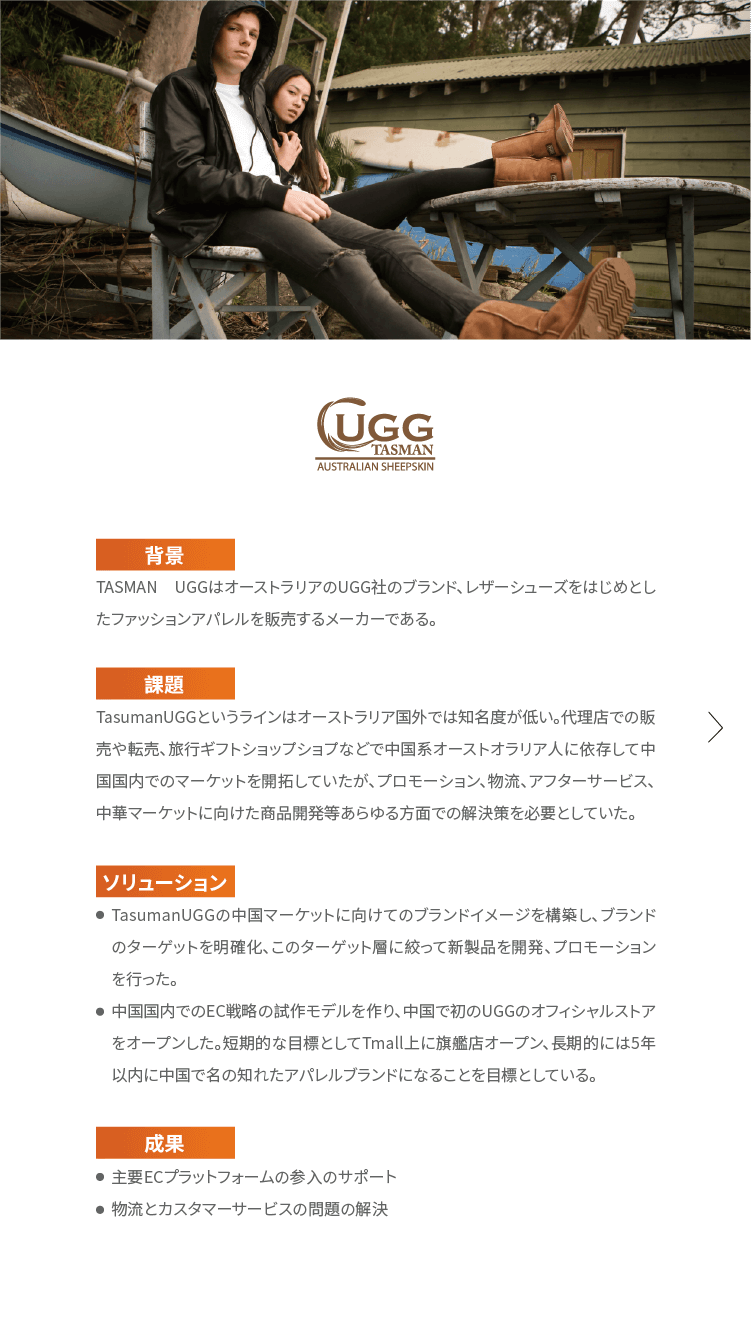 UGG
TASMAN
AUSTRALIAN SHEEPSKIN
背景
TASMAN　UGGはオーストラリアのUGG社のブランド、レザーシューズをはじめとし
たファッションアパレルを販売するメーカーである。
課題
TasumanUGGというラインはオーストラリア国外では知名度が低い。代理店での販
売や転売、旅行ギフトショップショプなどで中国系オーストオラリア人に依存して中
国国内でのマーケットを開拓していたが、プロモーション、物流、アフターサービス、
中華マーケットに向けた商品開発等あらゆる方面での解決策を必要としていた。
ソリューション
● TasumanUGGの中国マーケットに向けてのブランドイメージを構築し、ブランド
のターゲットを明確化、このターゲット層に絞って新製品を開発、プロモーション
を行った。
● 中国国内でのEC戦略の試作モデルを作り、中国で初のUGGのオフィシャルストア
をオープンした。短期的な目標としてTmall上に旗艦店オープン、長期的には5年
以内に中国で名の知れたアパレルブランドになることを目標としている。
成果
● 主要ECプラットフォームの参入のサポート
● 物流とカスタマーサービスの問題の解決